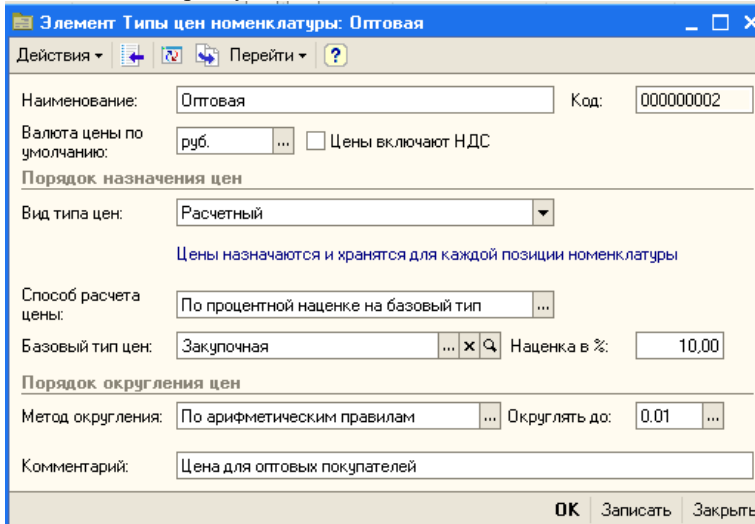 Элемент Типы цен номенклатуры: Оптовая
Действия Перейти ?
Наименование: Оптовая Код: 000000002
Валюта цены по
умолчанию: руб. ... Цены включают НДС
Порядок назначения цен
Вид типа цен: Расчетный
Цены назначаются и хранятся для каждой позиции номенклатуры
Способ расчета
цены: По процентной наценке на базовый тип ...
Базовый тип цен: Закупочная ... x Наценка в %: 10,00
Порядок округления цен
Метод округления: По арифметическим правилам ... Округлять до: 0.01 ...
Комментарий: Цена для оптовых покупателей
OK Записать Закрыть